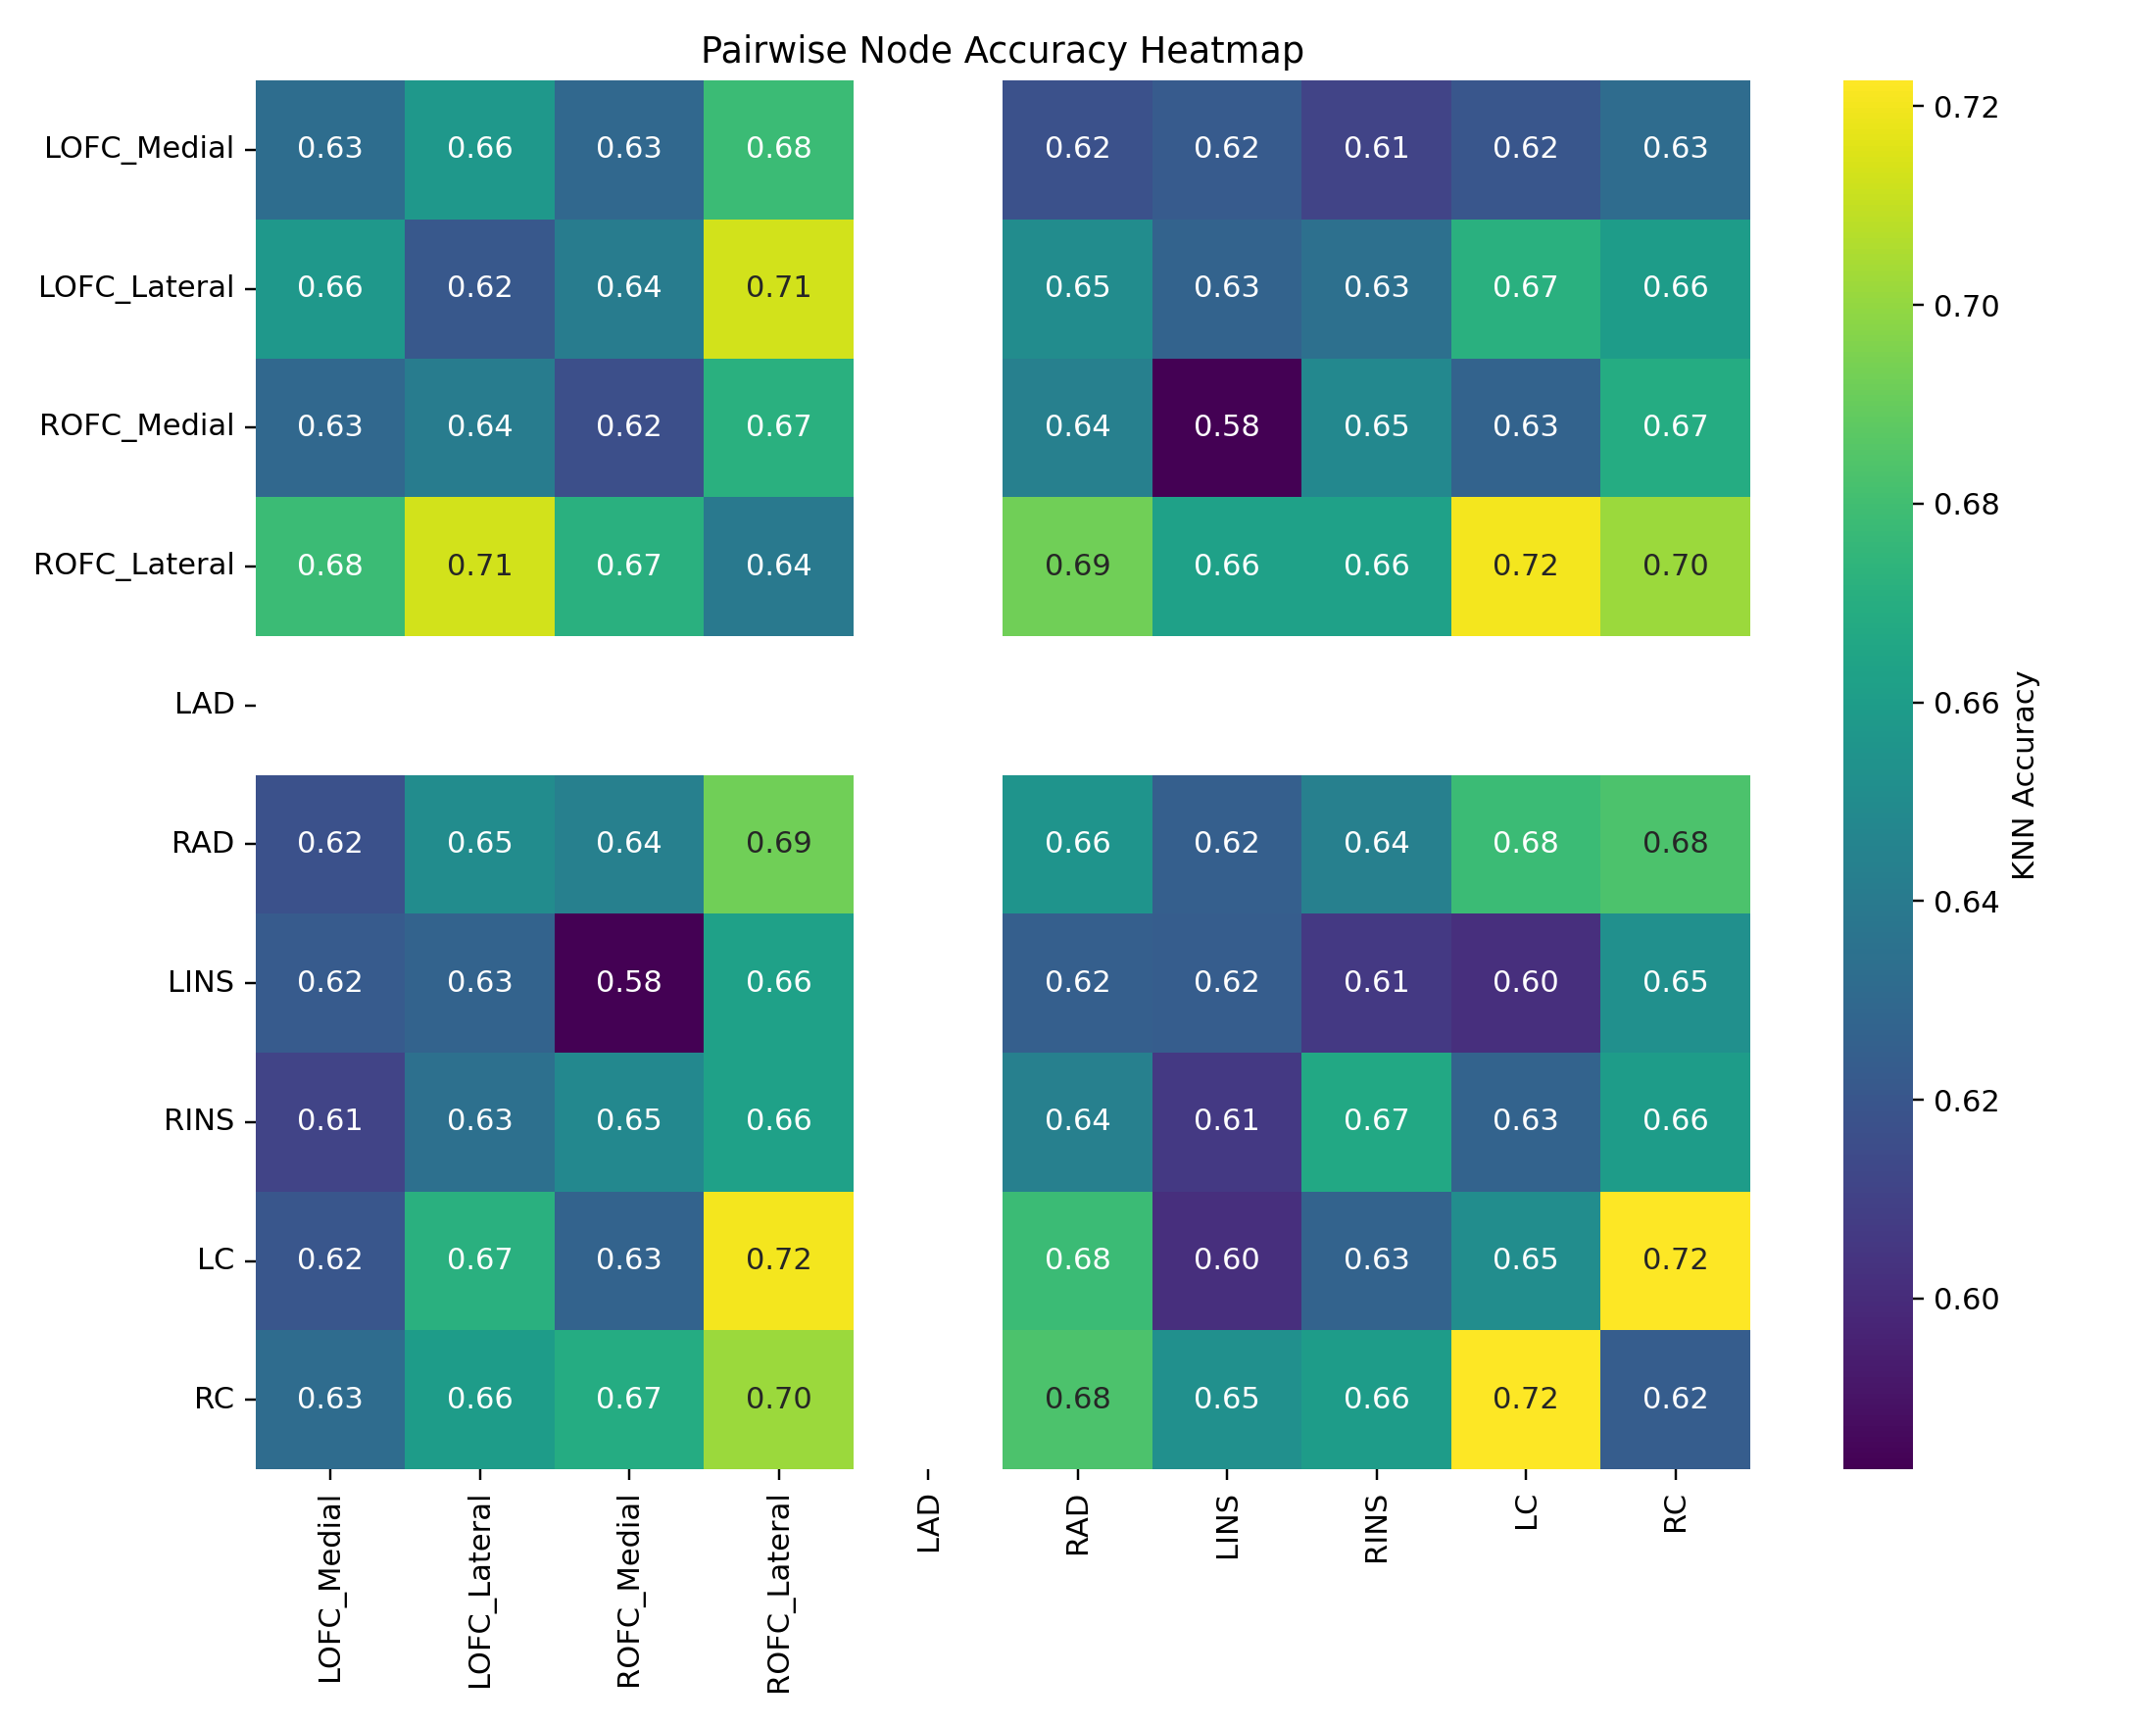 Pairwise Node Accuracy Heatmap
LOFC_Medial 0.63 0.66 0.63 0.68 0.62 0.62 0.61 0.62 0.63
LOFC_Lateral 0.66 0.62 0.64 0.71 0.65 0.63 0.63 0.67 0.66
ROFC_Medial 0.63 0.64 0.62 0.67 0.64 0.58 0.65 0.63 0.67
ROFC_Lateral 0.68 0.71 0.67 0.64 0.69 0.66 0.66 0.72 0.70
LAD
RAD 0.62 0.65 0.64 0.69 0.66 0.62 0.64 0.68 0.68
LINS 0.62 0.63 0.58 0.66 0.62 0.62 0.61 0.60 0.65
RINS 0.61 0.63 0.65 0.66 0.64 0.61 0.67 0.63 0.66
LC 0.62 0.67 0.63 0.72 0.68 0.60 0.63 0.65 0.72
RC 0.63 0.66 0.67 0.70 0.68 0.65 0.66 0.72 0.62
LOFC_Medial LOFC_Lateral ROFC_Medial ROFC_Lateral LAD RAD LINS RINS LC RC
0.72
0.70
0.68
0.66
0.64
0.62
0.60
KNN Accuracy